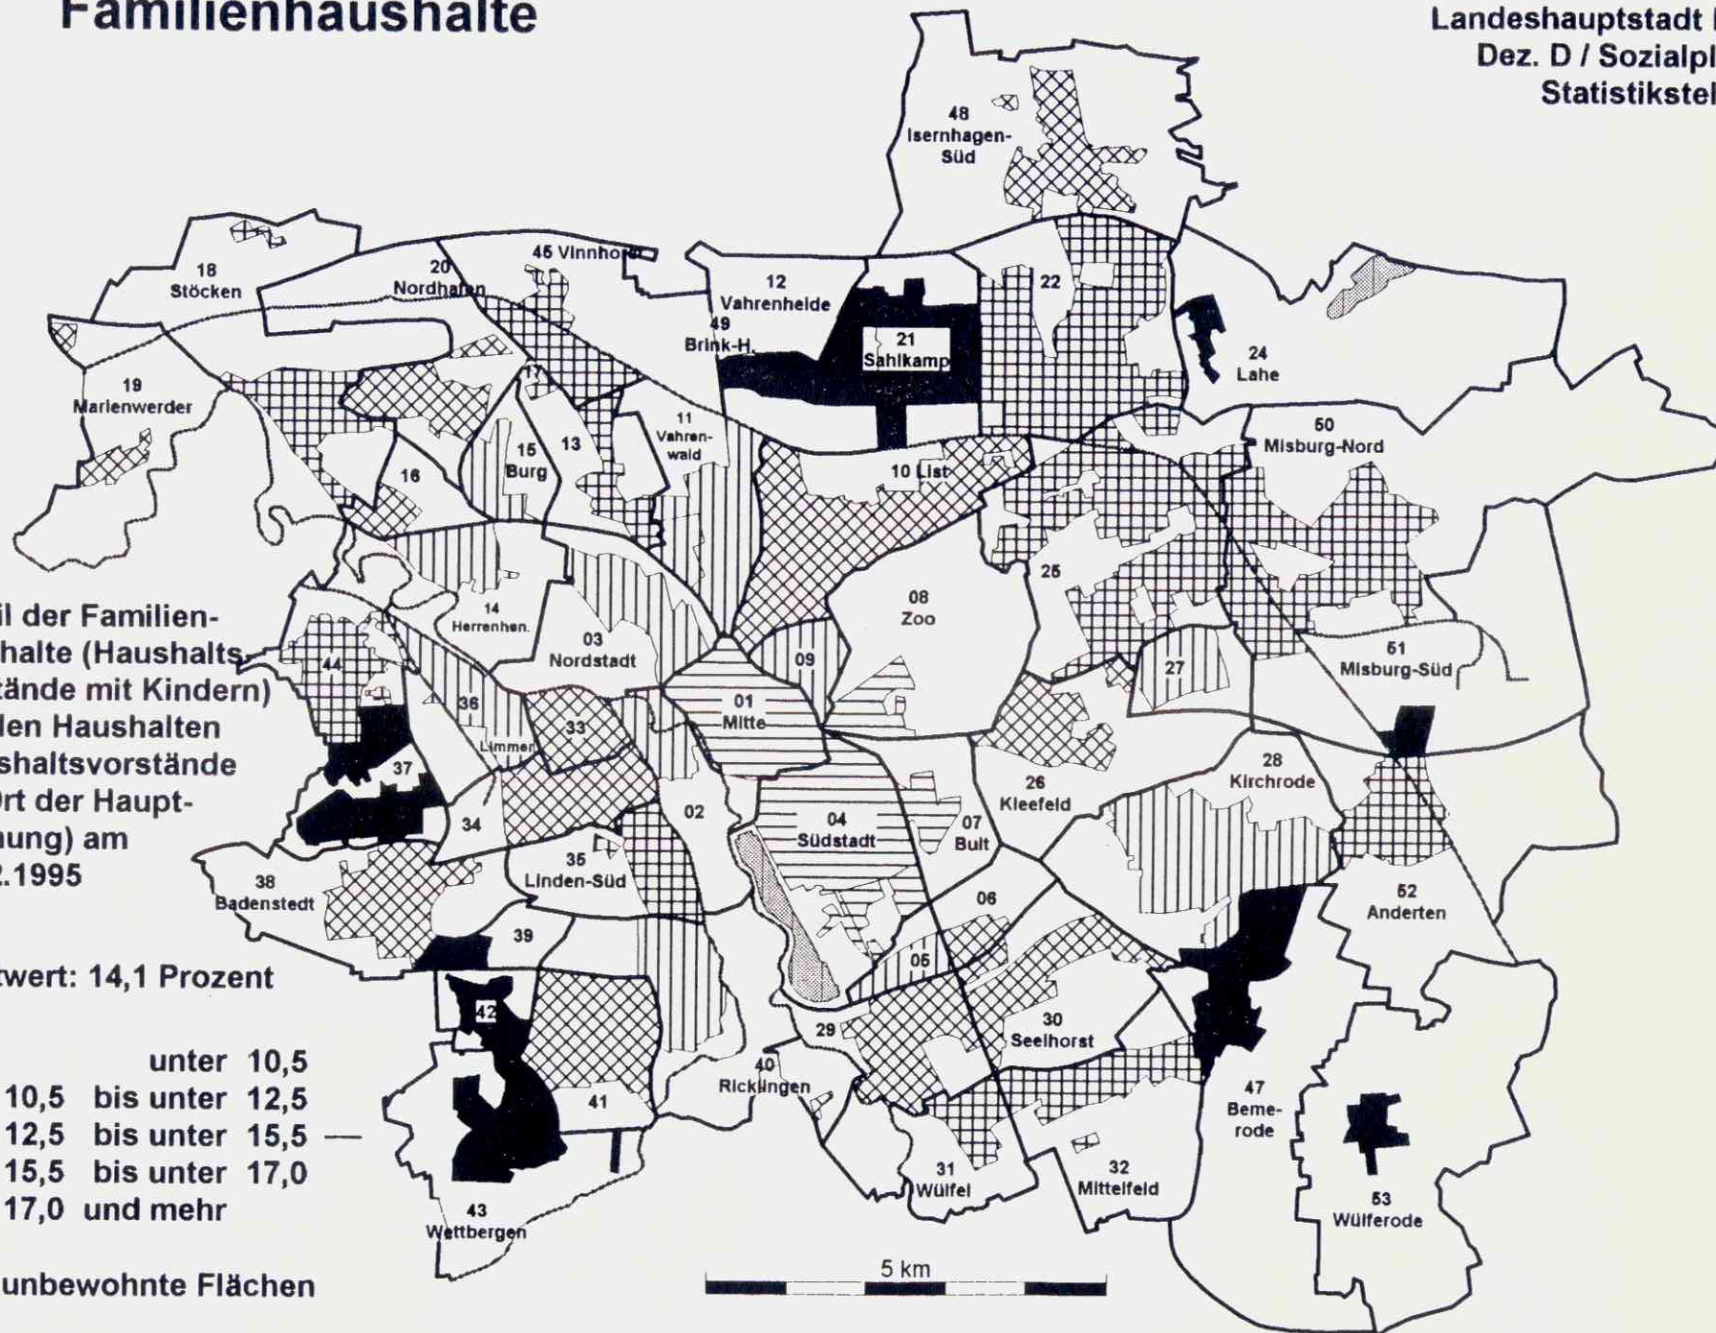 Familienhaushalte
Landeshauptstadt
Dez. D / Sozialpl
Statistikstel
48
Isernhagen-
Süd
18
Stöcken
20
Nordhafen
45 Vinnhorst
12
Vahrenheide
49
Brink-H.
21
Sahlkamp
22
24
Lahe
19
Marienwerder
17
11
Vahren-
wald
50
Misburg-Nord
15
Burg
13
16
10 List
25
14
Herrenhsn.
03
Nordstadt
08
Zoo
09
27
51
Misburg-Süd
il der Familien-
halte (Haushalts-
tände mit Kindern)
den Haushalten
shaltsvorstände
Ort der Haupt-
nung) am
.1995
44
36
Limmer
33
01
Mitte
37
34
02
04
Südstadt
07
Bult
26
Kleefeld
28
Kirchrode
35
Linden-Süd
38
Badenstedt
39
06
05
52
Anderten
twert: 14,1 Prozent
42
29
30
Seelhorst
40
Ricklingen
41
47
Beme-
rode
unter 10,5
10,5 bis unter 12,5
12,5 bis unter 15,5 —
15,5 bis unter 17,0
17,0 und mehr
31
Wülfel
32
Mittelfeld
43
Wettbergen
53
Wülferode
unbewohnte Flächen
5 km